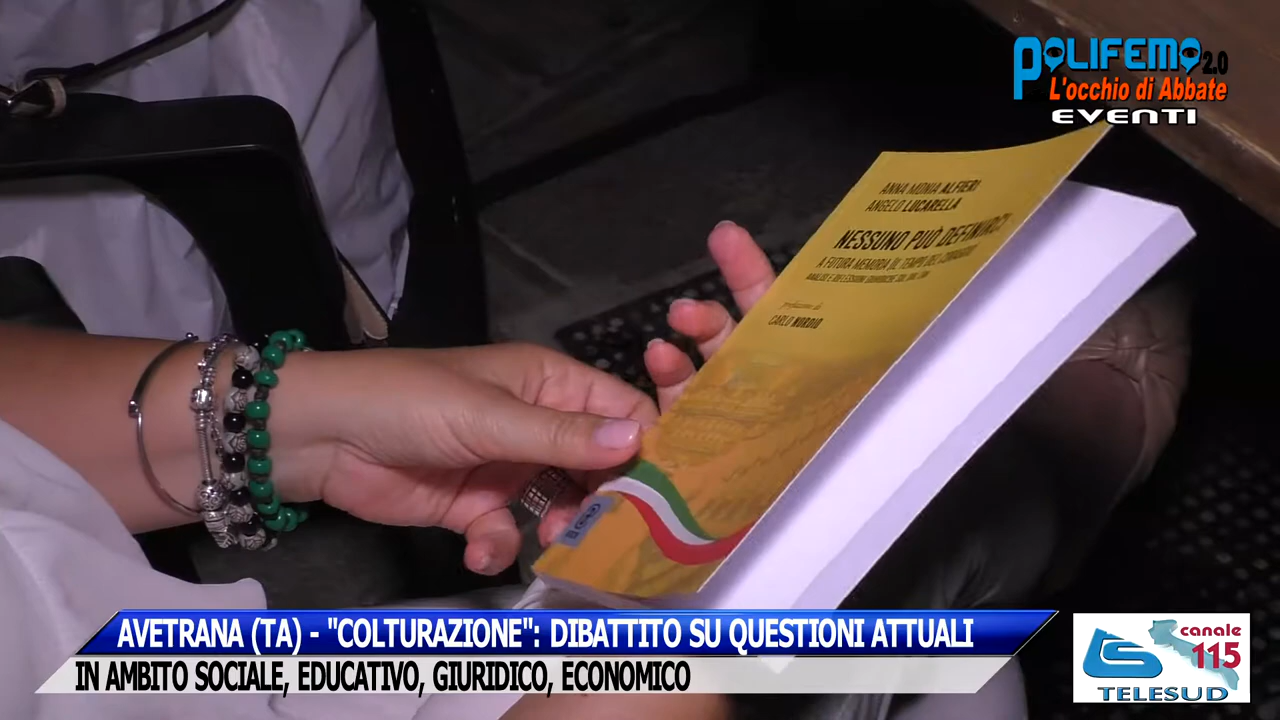 POLIFEMO 2.0
L'occhio di Abbate
EVENTI
ANNA MONIA ALFIERI
ANGELO LUCARELLA
NESSUNO PUÒ DEFINIRCI
A FUTURA MEMORIA DEL TEMPO DEL CORAGGIO
prefazione di
CARLO NORDIO
AVETRANA (TA) - "COLTURAZIONE": DIBATTITO SU QUESTIONI ATTUALI
IN AMBITO SOCIALE, EDUCATIVO, GIURIDICO, ECONOMICO
canale
115
TELESUD